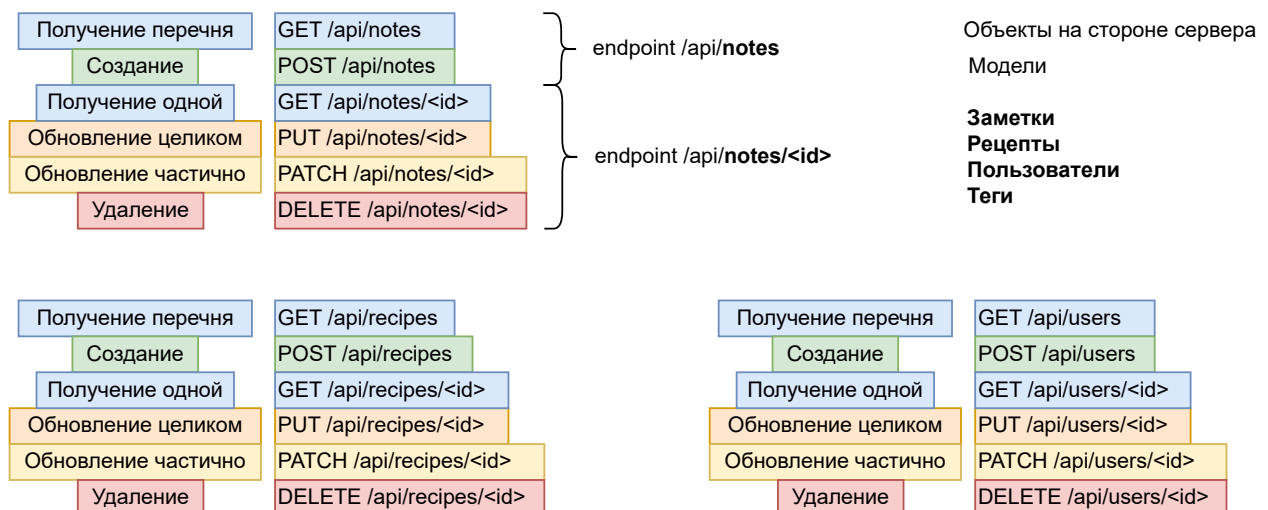 Получение перечня GET /api/notes
Создание POST /api/notes
Получение одной GET /api/notes/<id>
Обновление целиком PUT /api/notes/<id>
Обновление частично PATCH /api/notes/<id>
Удаление DELETE /api/notes/<id>
endpoint /api/notes
endpoint /api/notes/<id>
Объекты на стороне сервера
Модели
Заметки
Рецепты
Пользователи
Теги
Получение перечня GET /api/recipes
Создание POST /api/recipes
Получение одной GET /api/recipes/<id>
Обновление целиком PUT /api/recipes/<id>
Обновление частично PATCH /api/recipes/<id>
Удаление DELETE /api/recipes/<id>
Получение перечня GET /api/users
Создание POST /api/users
Получение одной GET /api/users/<id>
Обновление целиком PUT /api/users/<id>
Обновление частично PATCH /api/users/<id>
Удаление DELETE /api/users/<id>